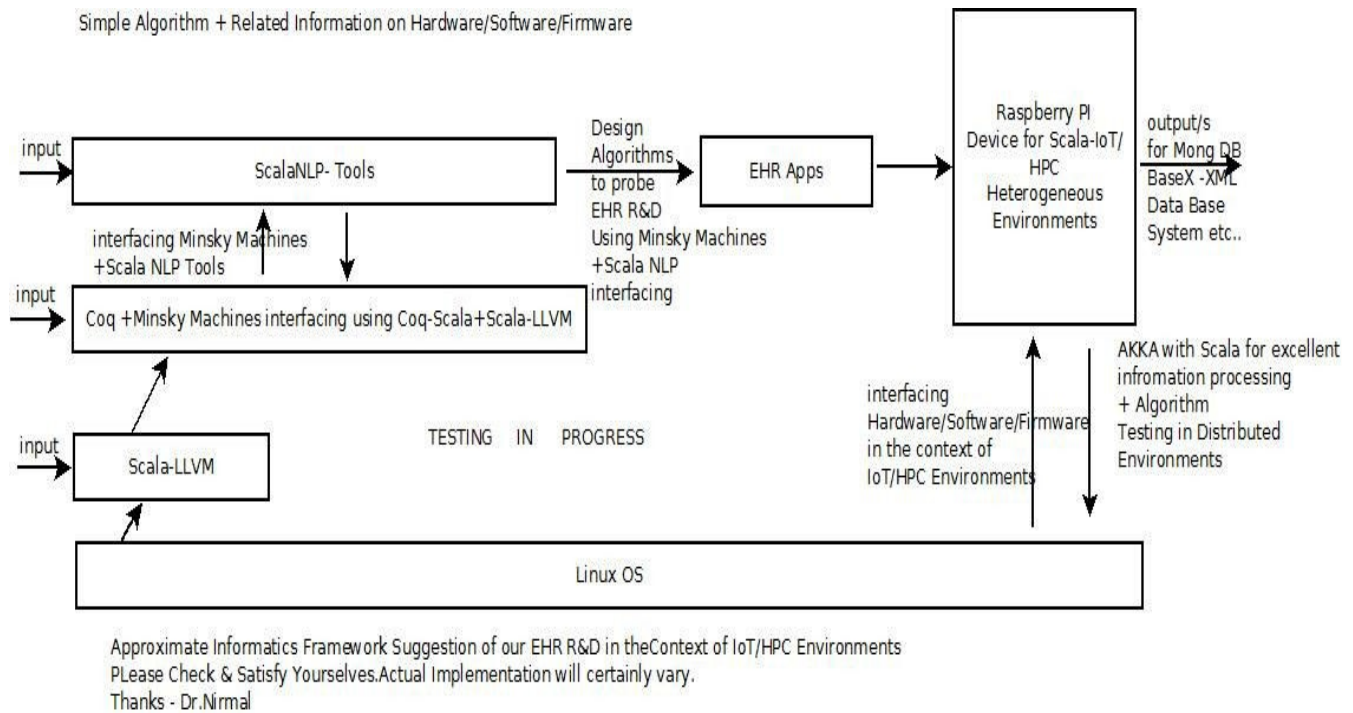 Simple Algorithm + Related Information on Hardware/Software/Firmware
input
ScalaNLP- Tools
Design
Algorithms
to probe
EHR R&D
Using Minsky Machines
+Scala NLP
interfacing
EHR Apps
Raspberry PI
Device for Scala-IoT/
HPC
Heterogeneous
Environments
output/s
for Mong DB
BaseX -XML
Data Base
System etc..
interfacing Minsky Machines
+Scala NLP Tools
input
Coq +Minsky Machines interfacing using Coq-Scala+Scala-LLVM
input
Scala-LLVM
TESTING IN PROGRESS
interfacing
Hardware/Software/Firmware
in the context of
IoT/HPC Environments
AKKA with Scala for excellent
infromation processing
+ Algorithm
Testing in Distributed
Environments
Linux OS
Approximate Informatics Framework Suggestion of our EHR R&D in theContext of IoT/HPC Environments
PLease Check & Satisfy Yourselves.Actual Implementation will certainly vary.
Thanks - Dr.Nirmal